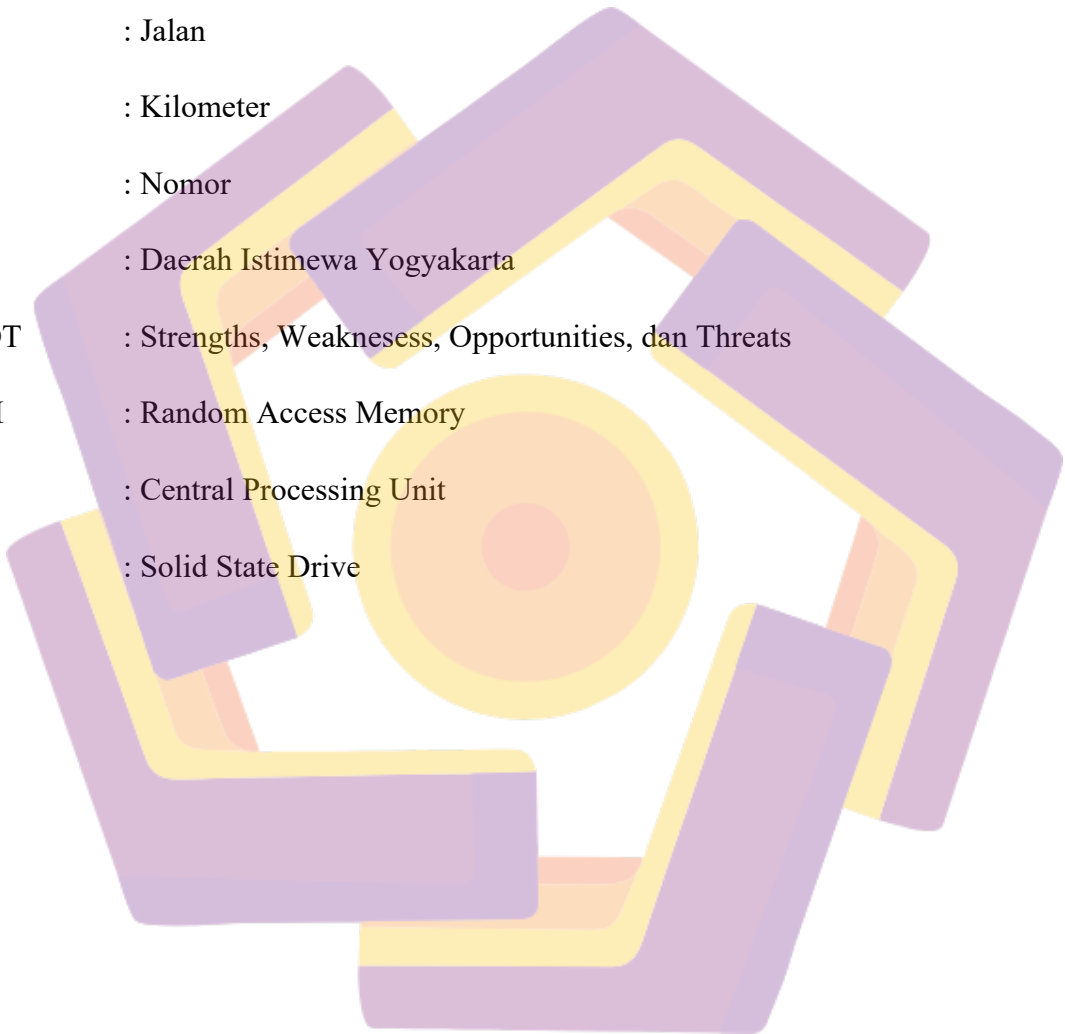 : Jalan
: Kilometer
: Nomor
: Daerah Istimewa Yogyakarta
OT : Strengths, Weaknesess, Opportunities, dan Threats
: Random Access Memory
: Central Processing Unit
: Solid State Drive